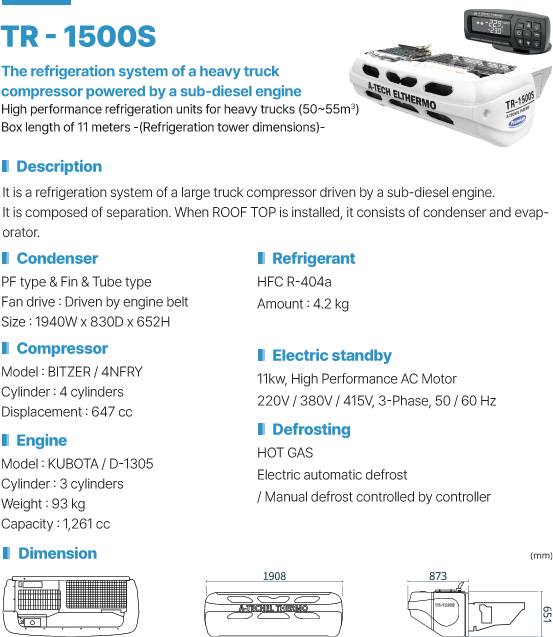 TR - 1500S
The refrigeration system of a heavy truck
compressor powered by a sub-diesel engine
High performance refrigeration units for heavy trucks (50~55m³)
Box length of 11 meters -(Refrigeration tower dimensions)-
A-TECH ELTHERMO
TR-1500S
Description
It is a refrigeration system of a large truck compressor driven by a sub-diesel engine.
It is composed of separation. When ROOF TOP is installed, it consists of condenser and evap-
orator.
Condenser
PF type & Fin & Tube type
Fan drive : Driven by engine belt
Size : 1940W x 830D x 652H
Refrigerant
HFC R-404a
Amount : 4.2 kg
Compressor
Model : BITZER / 4NFRY
Cylinder : 4 cylinders
Displacement : 647 cc
Electric standby
11kw, High Performance AC Motor
220V / 380V / 415V, 3-Phase, 50 / 60 Hz
Engine
Model : KUBOTA / D-1305
Cylinder : 3 cylinders
Weight : 93 kg
Capacity : 1,261 cc
Defrosting
HOT GAS
Electric automatic defrost
/ Manual defrost controlled by controller
Dimension
(mm)
1908
A-TECH EL THERMO
873
TR-1500S
651